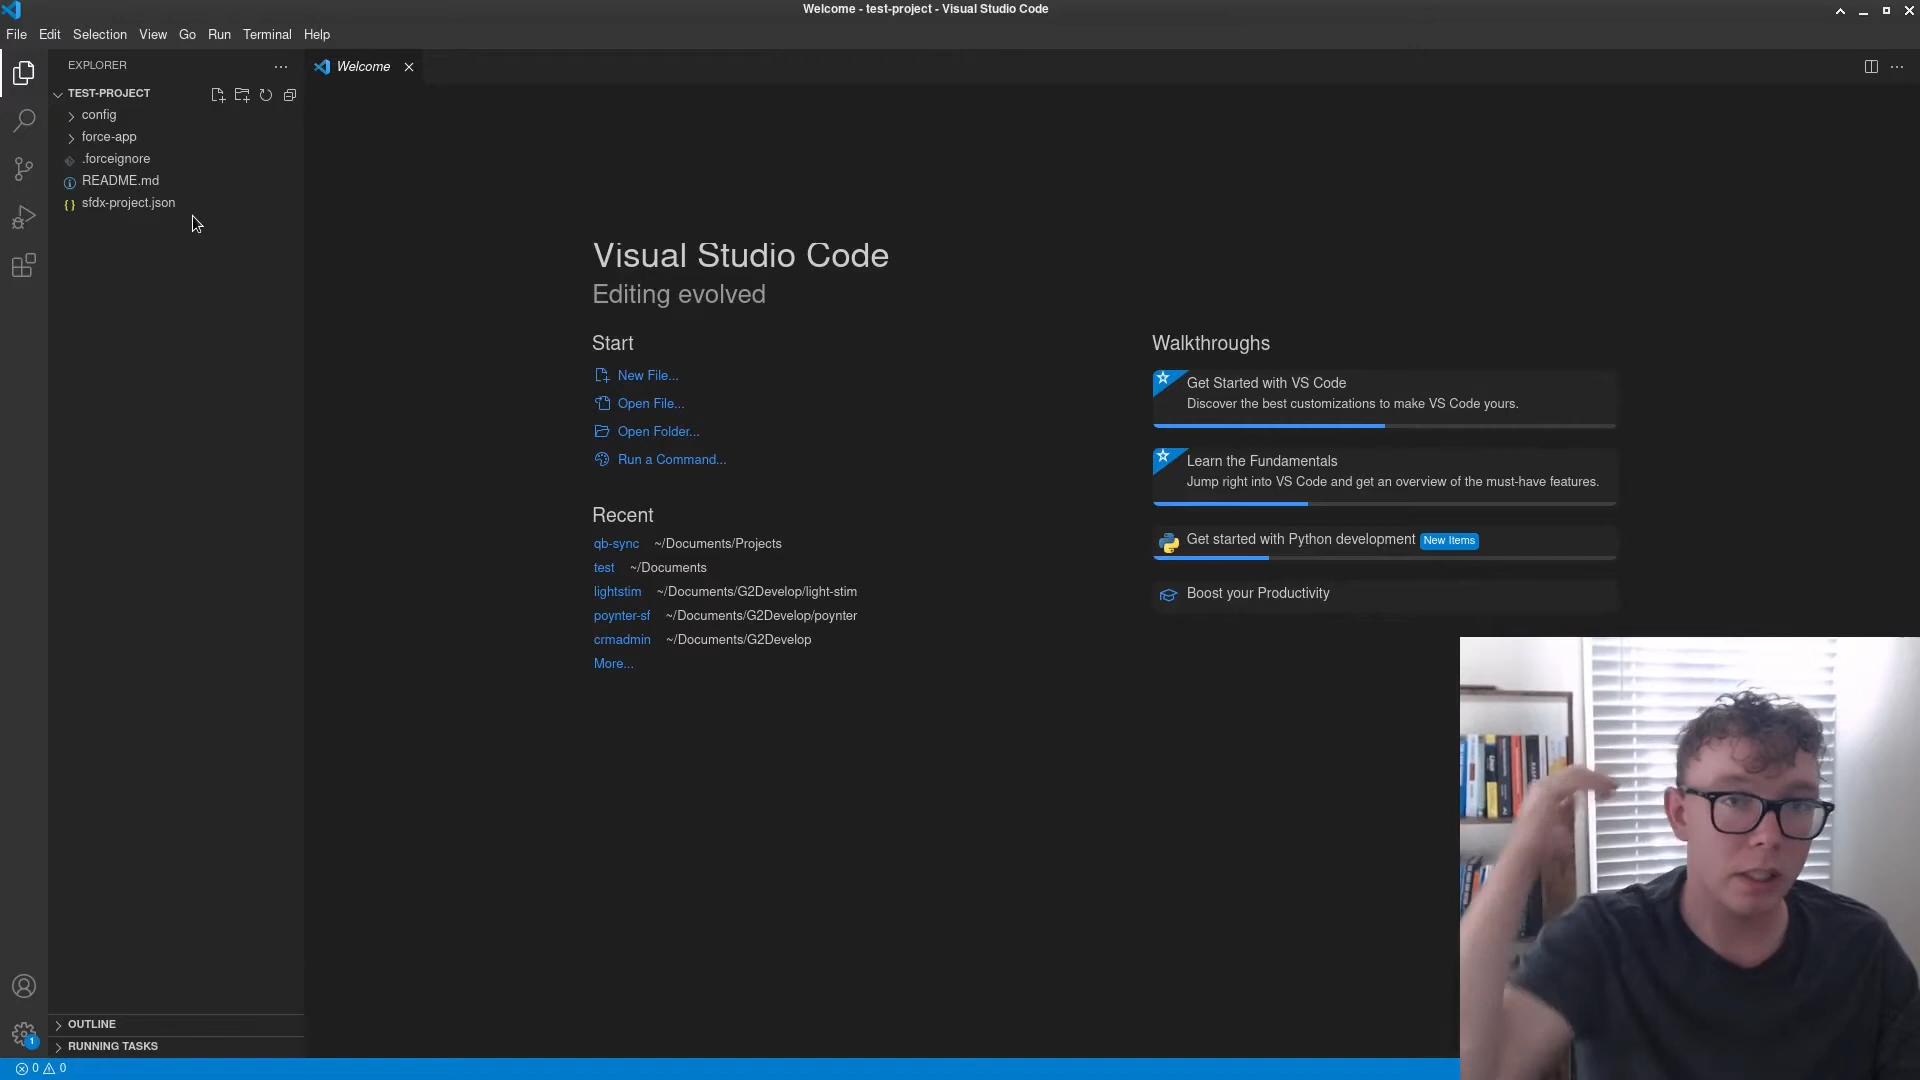 Welcome - test-project - Visual Studio Code
File Edit Selection View Go Run Terminal Help
EXPLORER
Welcome
TEST-PROJECT
config
force-app
.forceignore
README.md
{} sfdx-project.json
Visual Studio Code
Editing evolved
Start
New File...
Open File...
Open Folder...
Run a Command...
Recent
qb-sync ~/Documents/Projects
test ~/Documents
lightstim ~/Documents/G2Develop/light-stim
poynter-sf ~/Documents/G2Develop/poynter
crmadmin ~/Documents/G2Develop
More...
Walkthroughs
Get Started with VS Code
Discover the best customizations to make VS Code yours.
Learn the Fundamentals
Jump right into VS Code and get an overview of the must-have features.
Get started with Python development New Items
Boost your Productivity
OUTLINE
1
RUNNING TASKS
0 0